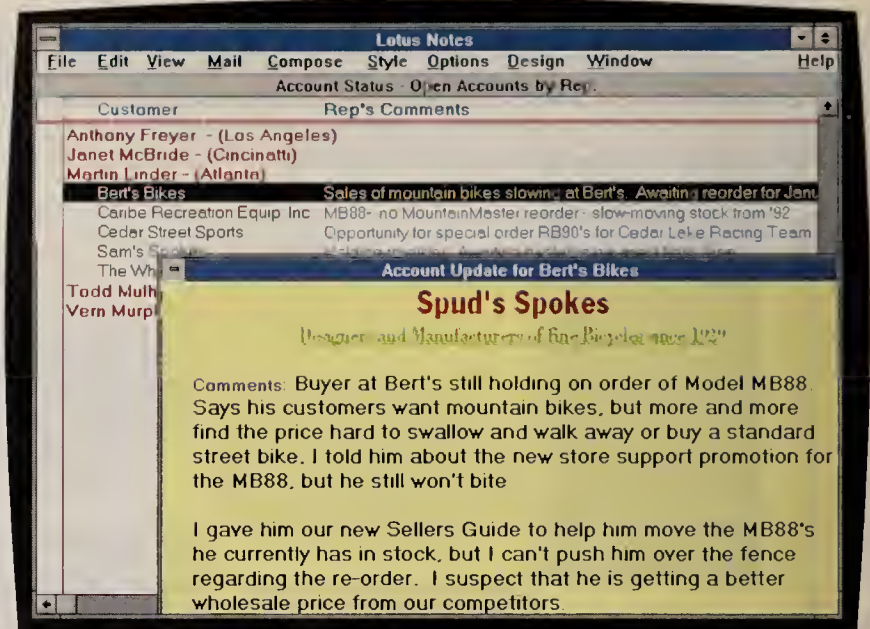 Lotus Notes
File Edit View Mail Compose Style Options Design Window Help
Account Status - Open Accounts by Rep.
Customer Rep's Comments
Anthony Freyer - (Los Angeles)
Janet McBride - (Cincinatti)
Martin Linder - (Atlanta)
Bert's Bikes Sales of mountain bikes slowing at Bert's. Awaiting reorder for Janu
Caribe Recreation Equip Inc MB88- no MountainMaster reorder - slow-moving stock from '92
Cedar Street Sports Opportunity for special order RB90's for Cedar Lake Racing Team
Sam's
The Wh
Todd Mulh
Vern Murp
Account Update for Bert's Bikes
Spud's Spokes
Designers and Manufacturers of fine Bicycles since
Comments: Buyer at Bert's still holding on order of Model MB88.
Says his customers want mountain bikes, but more and more
find the price hard to swallow and walk away or buy a standard
street bike. I told him about the new store support promotion for
the MB88, but he still won't bite
I gave him our new Sellers Guide to help him move the MB88's
he currently has in stock, but I can't push him over the fence
regarding the re-order. I suspect that he is getting a better
wholesale price from our competitors.